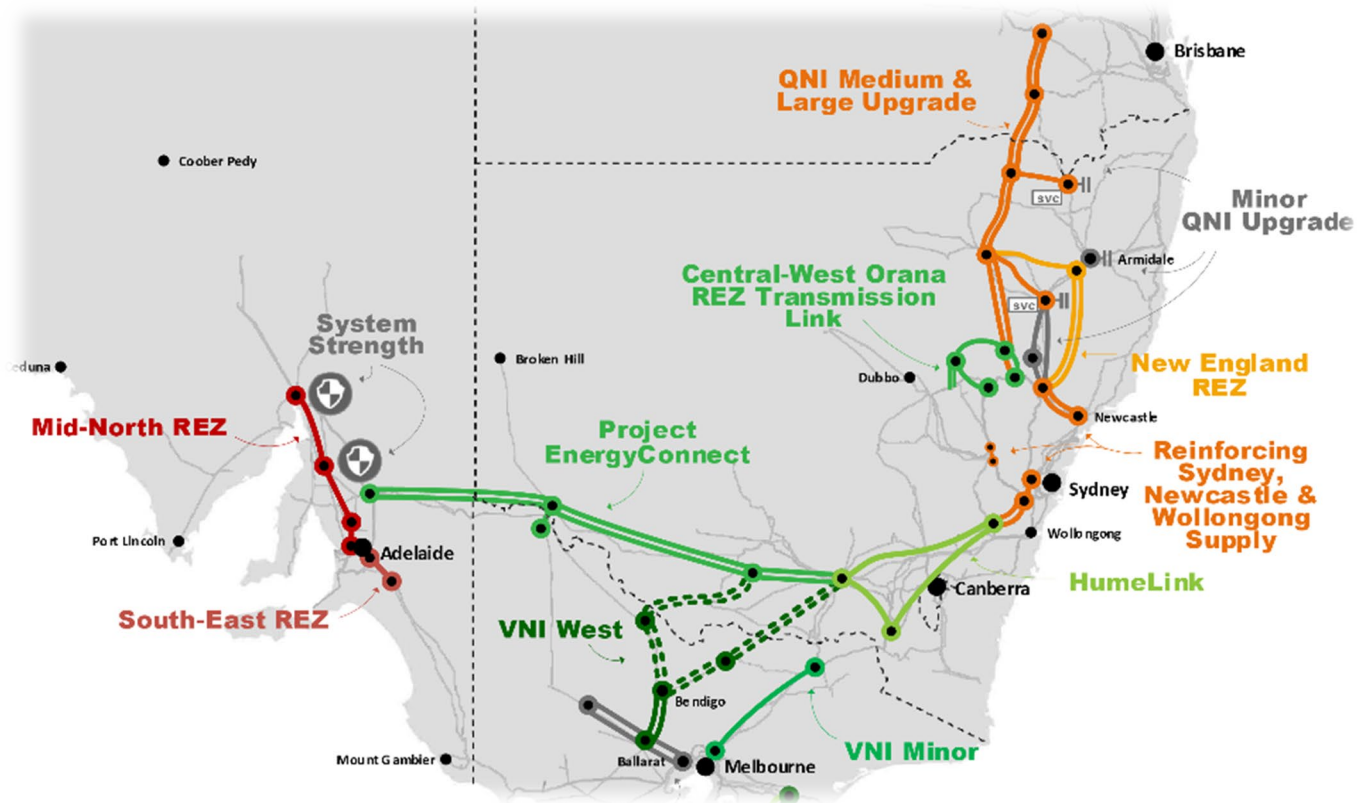 Brisbane
QNI Medium &
Large Upgrade
Coober Pedy
svc
Minor
QNI Upgrade
Armidale
Central-West Orana
REZ Transmission
Link
svc
System
Strength
Broken Hill
eduna
Dubbo
New England
REZ
Mid-North REZ
Newcastle
Project
EnergyConnect
Reinforcing
Sydney,
Newcastle &
Wollongong
Supply
Sydney
Port Lincoln
Wollongong
Adelaide
HumeLink
Canberra
South-East REZ
VNI West
Bendigo
VNI Minor
Mount Gambier
Ballarat
Melbourne